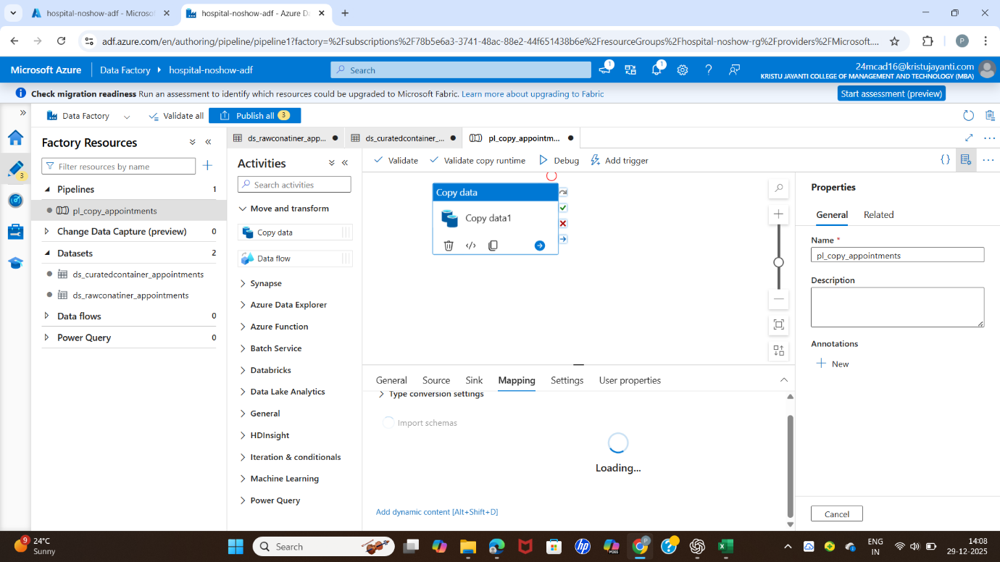 hospital-noshow-adf - Microsof
hospital-noshow-adf - Azure Da
adf.azure.com/en/authoring/pipeline/pipeline1?factory=%2Fsubscriptions%2F78b5e6a3-3741-48ac-88e2-44f651438b6e%2FresourceGroups%2Fhospital-noshow-rg%2Fproviders%2FMicrosoft....
P
Microsoft Azure
Data Factory
hospital-noshow-adf
Search
1
1
24mcad16@kristujayanti.com
KRISTU JAYANTI COLLEGE OF MANAGEMENT AND TECHNOLOGY (MBA)
Check migration readiness Run an assessment to identify which resources could be upgraded to Microsoft Fabric. Learn more about upgrading to Fabric
Start assessment (preview)
Data Factory
Validate all
Publish all 3
3
Factory Resources
Filter resources by name
Pipelines 1
pl_copy_appointments
Change Data Capture (preview) 0
Datasets 2
ds_curatedcontainer_appointments
ds_rawconatiner_appointments
Data flows 0
Power Query 0
ds_rawconatiner_app...
ds_curatedcontainer_...
pl_copy_appointm...
Activities
Search activities
Move and transform
Copy data
Data flow
Synapse
Azure Data Explorer
Azure Function
Batch Service
Databricks
Data Lake Analytics
General
HDInsight
Iteration & conditionals
Machine Learning
Power Query
Validate
Validate copy runtime
Debug
Add trigger
Copy data
Copy data1
General
Source
Sink
Mapping
Settings
User properties
Type conversion settings
Import schemas
Loading...
Add dynamic content [Alt+Shift+D]
Properties
General
Related
Name *
pl_copy_appointments
Description
Annotations
New
Cancel
9
24°C
Sunny
Search
ENG
IN
14:08
29-12-2025